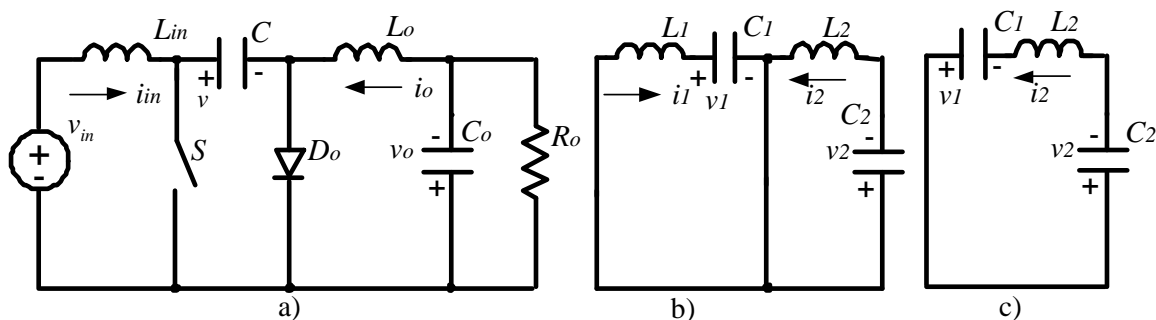 Lin
C
Lo
+
v
-
iin
io
vin
+
-
S
Do
vo
-
Co
+
Ro
a)
L1
C1
L2
+
v1
-
i1
i2
C2
-
v2
+
b)
C1
L2
+
v1
-
i2
-
v2
C2
+
c)